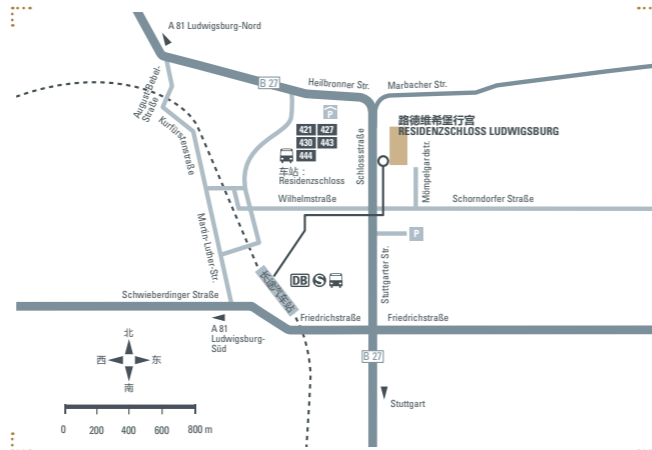 A 81 Ludwigsburg-Nord
B 27
Heilbronner Str.
Marbacher Str.
August-Bebel-
Straße
Kurfürstenstraße
P
421 427
430 443
444
车站：
Residenzschloss
Schlossstraße
路德维希堡行宫
RESIDENZSCHLOSS LUDWIGSBURG
Mömpelgardstr.
Wilhelmstraße
Schorndorfer Straße
Martin-Luther-Str.
P
Stuttgarter Str.
DB S
长途汽车站
Schwieberdinger Straße
Friedrichstraße
Friedrichstraße
A 81
Ludwigsburg-
Süd
B 27
北
西
东
南
Stuttgart
0 200 400 600 800 m